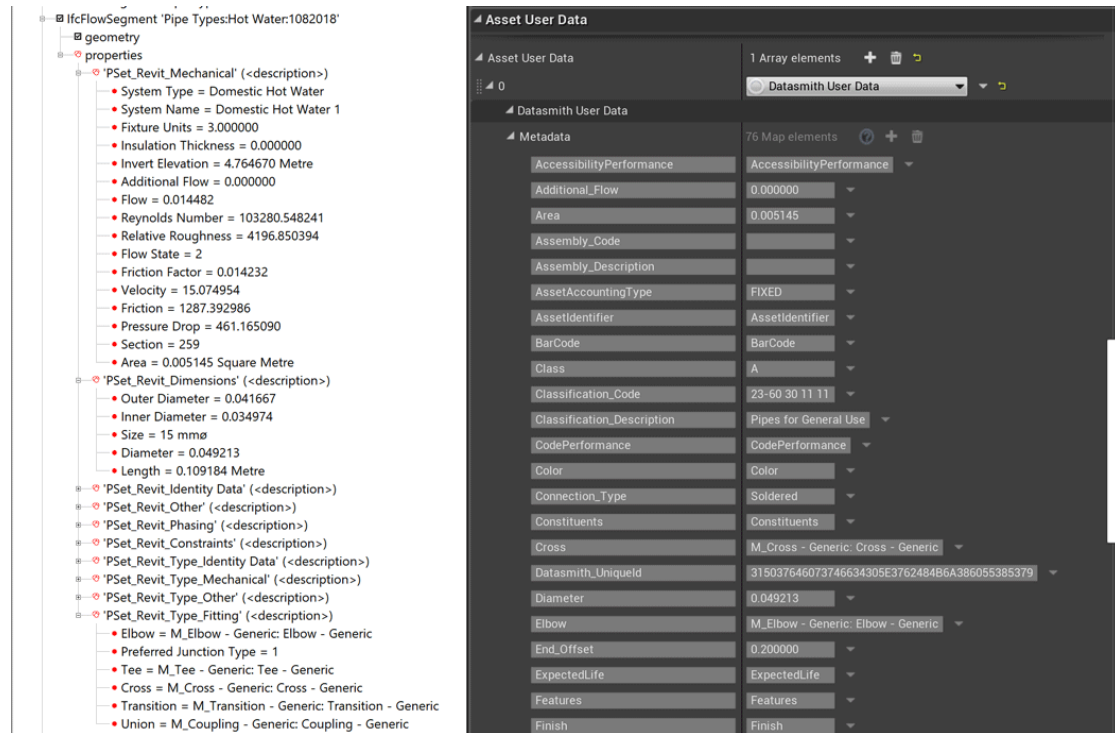 IfcFlowSegment 'Pipe Types:Hot Water:1082018'
geometry
properties
'PSet_Revit_Mechanical' (<description>)
System Type = Domestic Hot Water
System Name = Domestic Hot Water 1
Fixture Units = 3.000000
Insulation Thickness = 0.000000
Invert Elevation = 4.764670 Metre
Additional Flow = 0.000000
Flow = 0.014482
Reynolds Number = 103280.548241
Relative Roughness = 4196.850394
Flow State = 2
Friction Factor = 0.014232
Velocity = 15.074954
Friction = 1287.392986
Pressure Drop = 461.165090
Section = 259
Area = 0.005145 Square Metre
'PSet_Revit_Dimensions' (<description>)
Outer Diameter = 0.041667
Inner Diameter = 0.034974
Size = 15 mmø
Diameter = 0.049213
Length = 0.109184 Metre
'PSet_Revit_Identity Data' (<description>)
'PSet_Revit_Other' (<description>)
'PSet_Revit_Phasing' (<description>)
'PSet_Revit_Constraints' (<description>)
'PSet_Revit_Type_Identity Data' (<description>)
'PSet_Revit_Type_Mechanical' (<description>)
'PSet_Revit_Type_Other' (<description>)
'PSet_Revit_Type_Fitting' (<description>)
Elbow = M_Elbow - Generic: Elbow - Generic
Preferred Junction Type = 1
Tee = M_Tee - Generic: Tee - Generic
Cross = M_Cross - Generic: Cross - Generic
Transition = M_Transition - Generic: Transition - Generic
Union = M_Coupling - Generic: Coupling - Generic
Asset User Data
Asset User Data 1 Array elements
0 Datasmith User Data
Datasmith User Data
Metadata 76 Map elements
AccessibilityPerformance AccessibilityPerformance
Additional_Flow 0.000000
Area 0.005145
Assembly_Code
Assembly_Description
AssetAccountingType FIXED
AssetIdentifier AssetIdentifier
BarCode BarCode
Class A
Classification_Code 23-60 30 11 11
Classification_Description Pipes for General Use
CodePerformance CodePerformance
Color Color
Connection_Type Soldered
Constituents Constituents
Cross M_Cross - Generic: Cross - Generic
Datasmith_UniqueId 315037646073746634305E3762484B6A386055385379
Diameter 0.049213
Elbow M_Elbow - Generic: Elbow - Generic
End_Offset 0.200000
ExpectedLife ExpectedLife
Features Features
Finish Finish